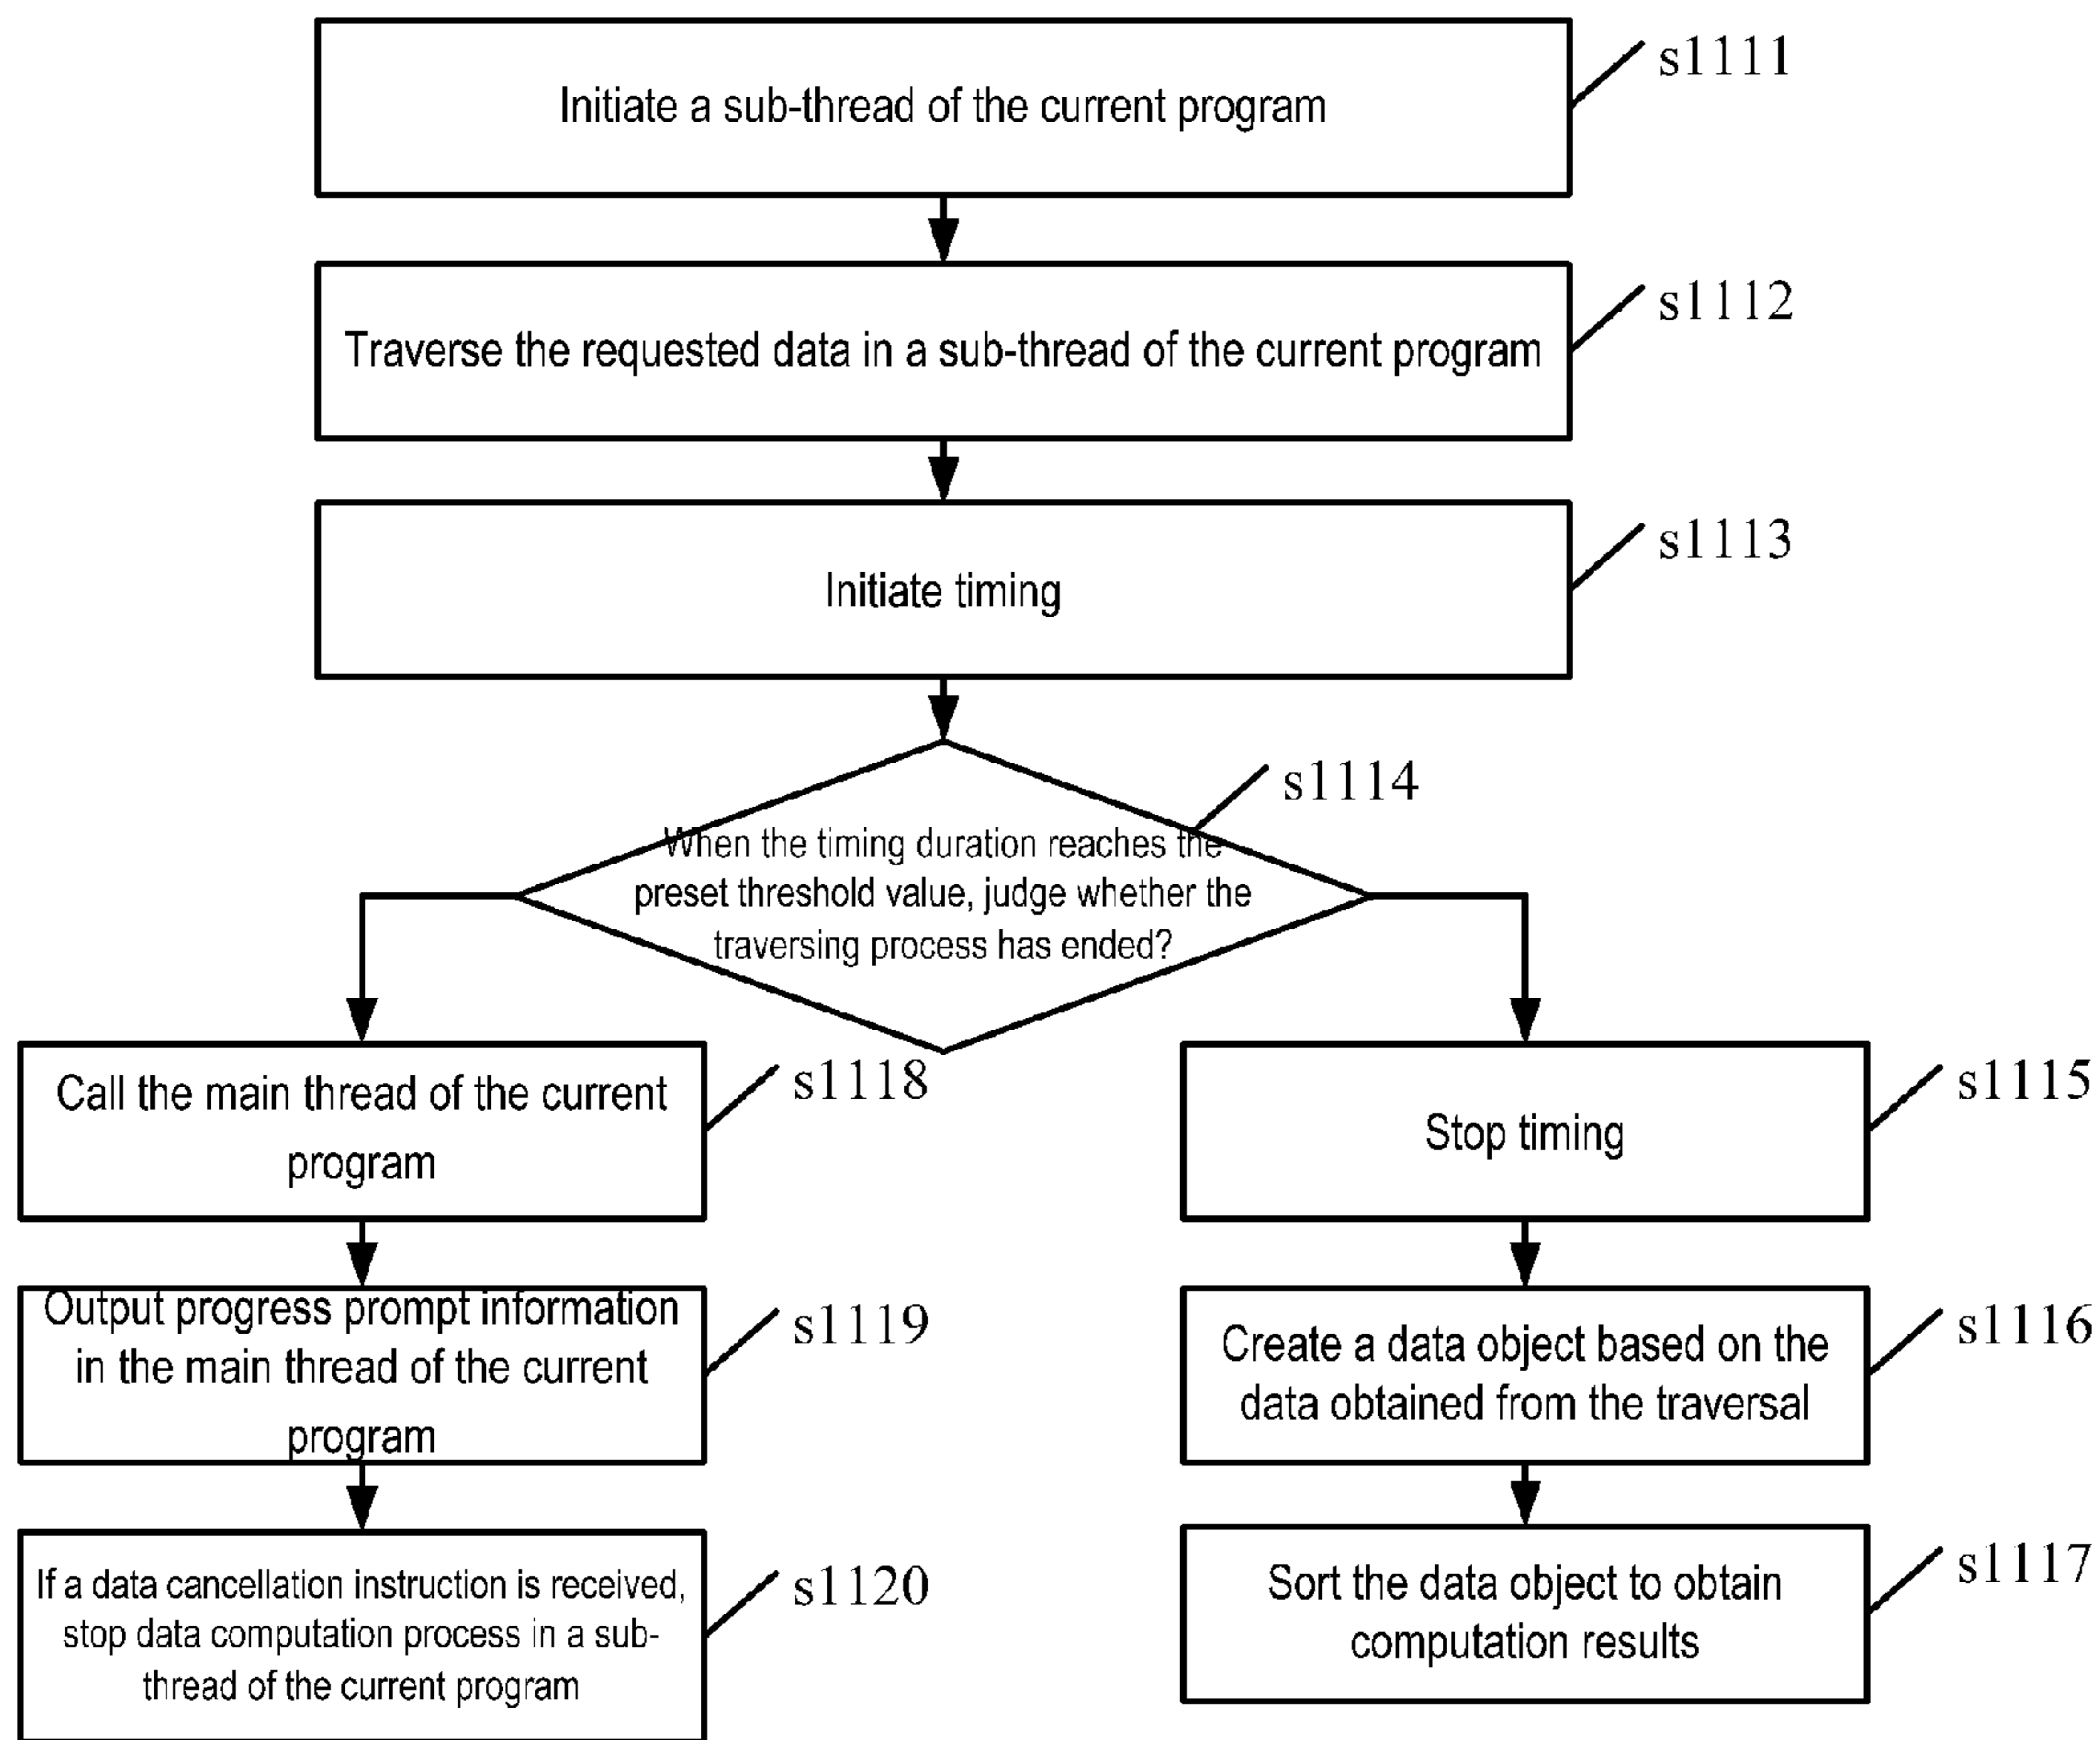 Initiate a sub-thread of the current program
s1111
Traverse the requested data in a sub-thread of the current program
s1112
Initiate timing
s1113
When the timing duration reaches the
preset threshold value, judge whether the
traversing process has ended?
s1114
Call the main thread of the current
program
s1118
Stop timing
s1115
Output progress prompt information
in the main thread of the current
program
s1119
Create a data object based on the
data obtained from the traversal
s1116
If a data cancellation instruction is received,
stop data computation process in a sub-
thread of the current program
s1120
Sort the data object to obtain
computation results
s1117